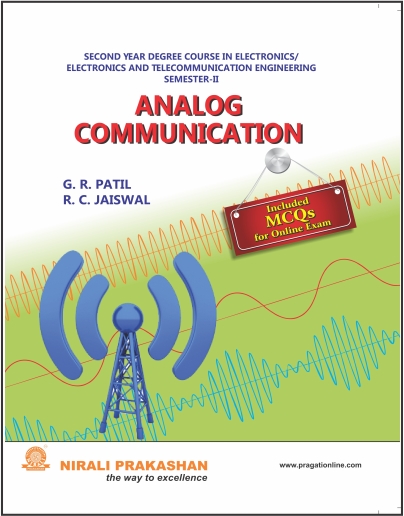 SECOND YEAR DEGREE COURSE IN ELECTRONICS/
ELECTRONICS AND TELECOMMUNICATION ENGINEERING
SEMESTER-II
ANALOG
COMMUNICATION
G. R. PATIL
R. C. JAISWAL
Included
MCQs
for Online Exam
NIRALI PRAKASHAN
the way to excellence
www.pragationline.com